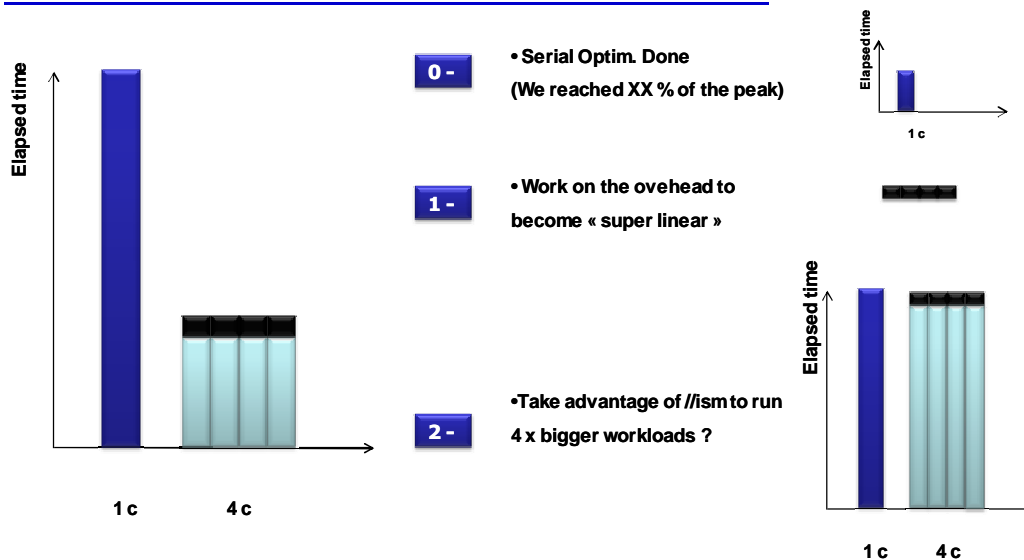 Elapsed time
1 c
4 c
0 -
• Serial Optim. Done
(We reached XX % of the peak)
1 -
• Work on the ovehead to
become « super linear »
2 -
•Take advantage of //ism to run
4 x bigger workloads ?
Elapsed time
1 c
Elapsed time
1 c
4 c